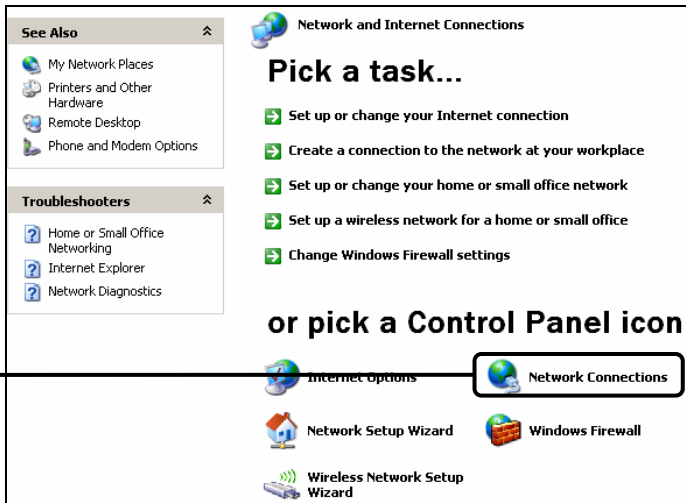 See Also
My Network Places
Printers and Other
Hardware
Remote Desktop
Phone and Modem Options
Troubleshooters
Home or Small Office
Networking
Internet Explorer
Network Diagnostics
Network and Internet Connections
Pick a task...
Set up or change your Internet connection
Create a connection to the network at your workplace
Set up or change your home or small office network
Set up a wireless network for a home or small office
Change Windows Firewall settings
or pick a Control Panel icon
Internet Options
Network Connections
Network Setup Wizard
Windows Firewall
Wireless Network Setup
Wizard